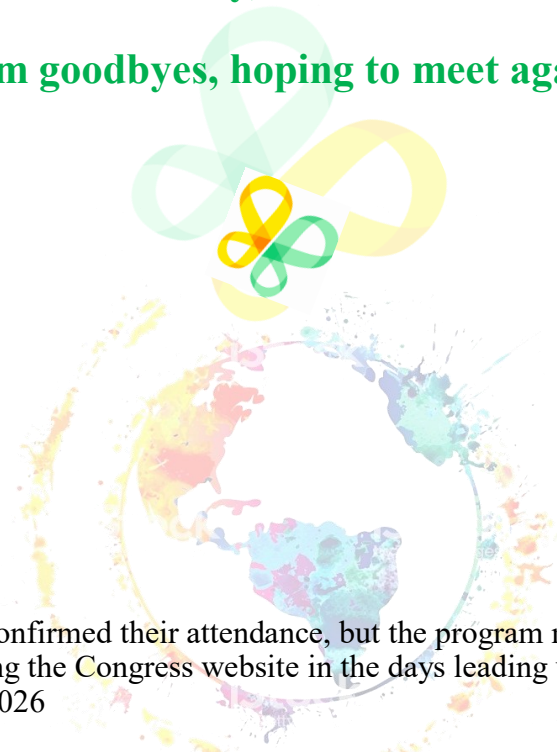 m goodbyes, hoping to meet aga
onfirmed their attendance, but the program
ng the Congress website in the days leading
026